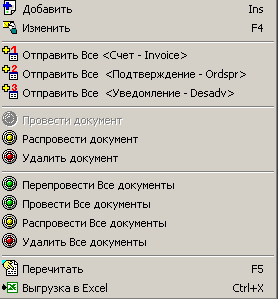 Добавить Ins
Изменить F4
Отправить Все <Счет - Invoice>
Отправить Все <Подтверждение - Ordspr>
Отправить Все <Уведомление - Desadv>
Провести документ
Распровести документ
Удалить документ
Перепровести Все документы
Провести Все документы
Распровести Все документы
Удалить Все документы
Перечитать F5
Выгрузка в Excel Ctrl+X